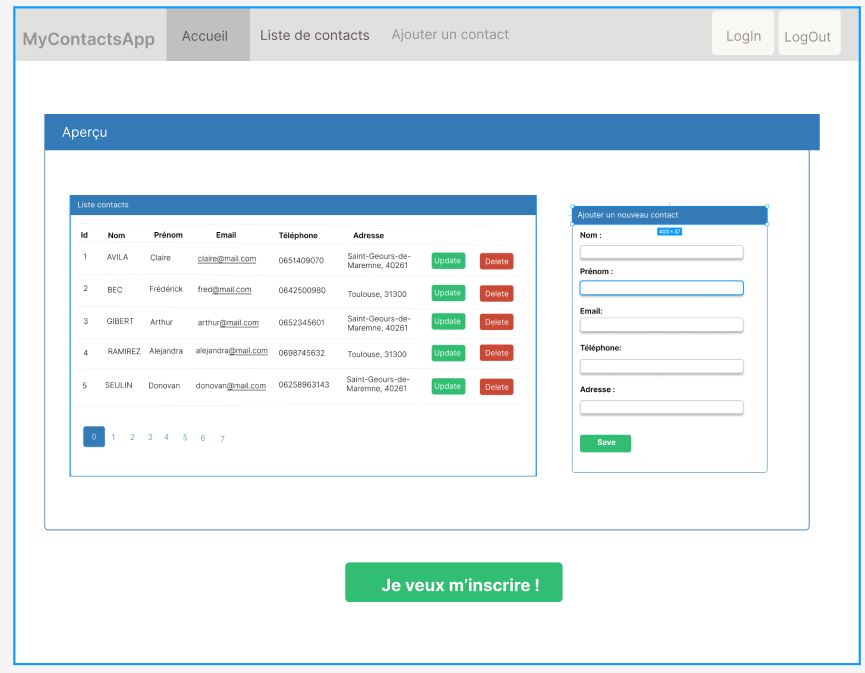 MyContactsApp Accueil Liste de contacts Ajouter un contact LogIn LogOut
Aperçu
Liste contacts
Id Nom Prénom Email Téléphone Adresse
1 AVILA Claire claire@mail.com 0651409070 Saint-Geours-de-
Maremne, 40261 Update Delete
2 BEC Frédérick fred@mail.com 0642500980 Toulouse, 31300 Update Delete
3 GIBERT Arthur arthur@mail.com 0652345601 Saint-Geours-de-
Maremne, 40261 Update Delete
4 RAMIREZ Alejandra alejandra@mail.com 0698745632 Toulouse, 31300 Update Delete
5 SEULIN Donovan donovan@mail.com 06258963143 Saint-Geours-de-
Maremne, 40261 Update Delete
0 1 2 3 4 5 6 7
Ajouter un nouveau contact
403 × 37
Nom :
Prénom :
Email:
Téléphone:
Adresse :
Save
Je veux m’inscrire !